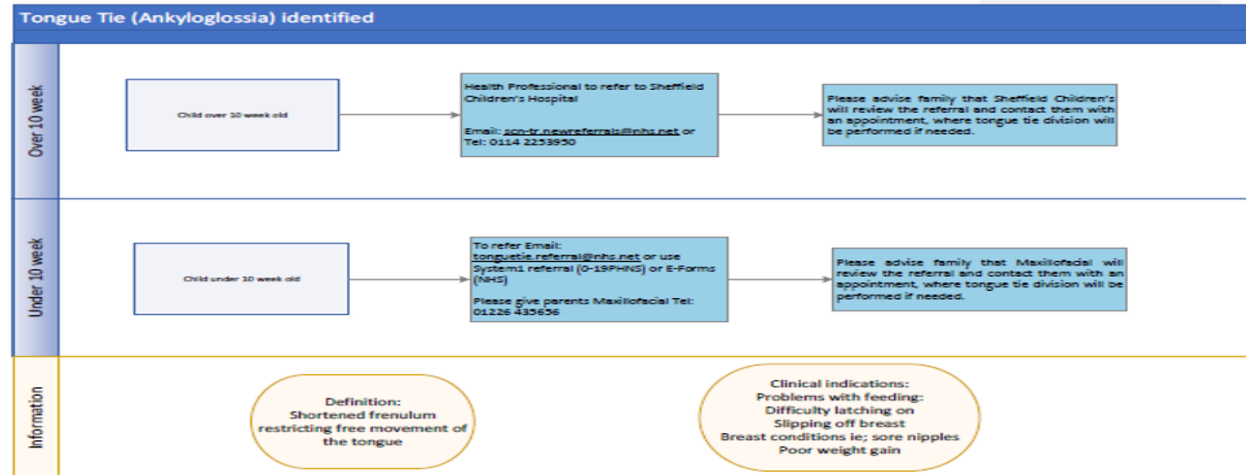 Tongue Tie (Ankyloglossia) identified
Over 10 week
Child over 10 week old
Health Professional to refer to Sheffield
Children's Hospital
Email: scn-tr.newreferrals@nhs.net or
Tel: 0114 2253950
Please advise family that Sheffield Children's
will review the referral and contact them with
an appointment, where tongue tie division will
be performed if needed.
Under 10 week
Child under 10 week old
To refer Email:
tonguetie.referral@nhs.net or use
System1 referral (0-19PHNS) or E-Forms
(NHS)
Please give parents Maxillofacial Tel:
01226 435656
Please advise family that Maxillofacial will
review the referral and contact them with an
appointment, where tongue tie division will be
performed if needed.
Information
Definition:
Shortened frenulum
restricting free movement of
the tongue
Clinical indications:
Problems with feeding:
Difficulty latching on
Slipping off breast
Breast conditions ie; sore nipples
Poor weight gain